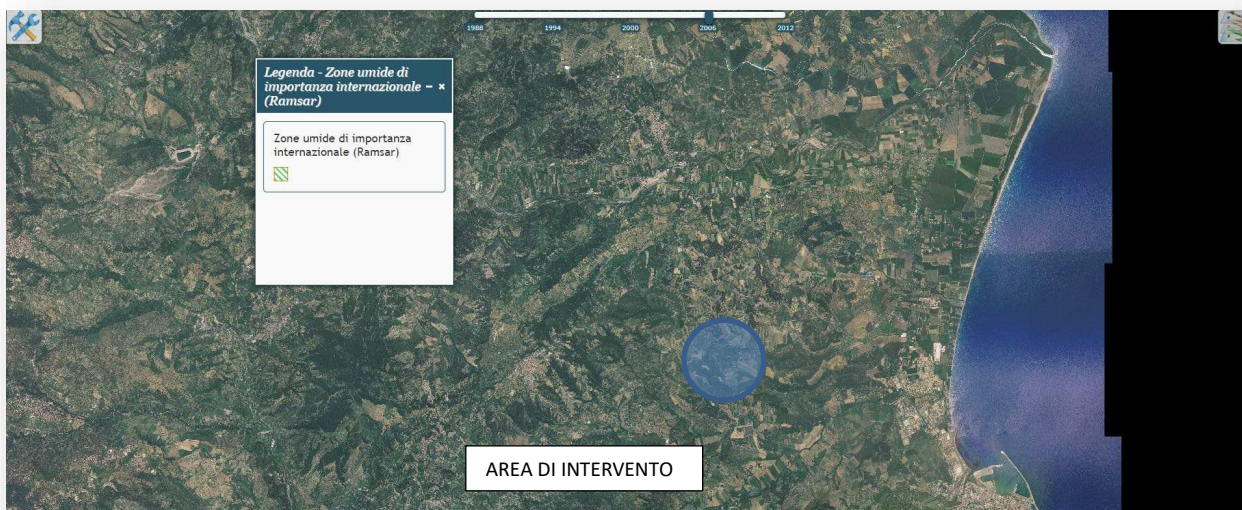 1988 1994 2000 2006 2012
Legenda - Zone umide di
importanza internazionale - ×
(Ramsar)
Zone umide di importanza
internazionale (Ramsar)
AREA DI INTERVENTO